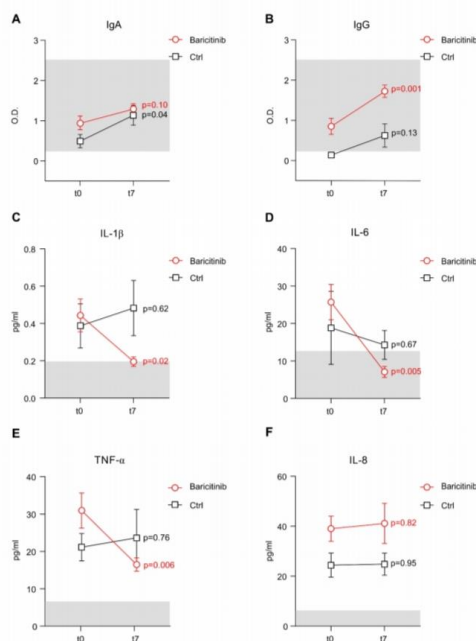 A
IgA
Baricitinib
Ctrl
O.D.
3
2
1
0
p=0.10
p=0.04
t0
t7
B
IgG
Baricitinib
Ctrl
O.D.
3
2
1
0
p=0.001
p=0.13
t0
t7
C
IL-1β
Baricitinib
Ctrl
pg/ml
0.8
0.6
0.4
0.2
0.0
p=0.62
p=0.02
t0
t7
D
IL-6
Baricitinib
Ctrl
pg/ml
40
30
20
10
0
p=0.67
p=0.005
t0
t7
E
TNF-α
Baricitinib
Ctrl
pg/ml
40
30
20
10
0
p=0.76
p=0.006
t0
t7
F
IL-8
Baricitinib
Ctrl
pg/ml
60
40
20
0
p=0.82
p=0.95
t0
t7